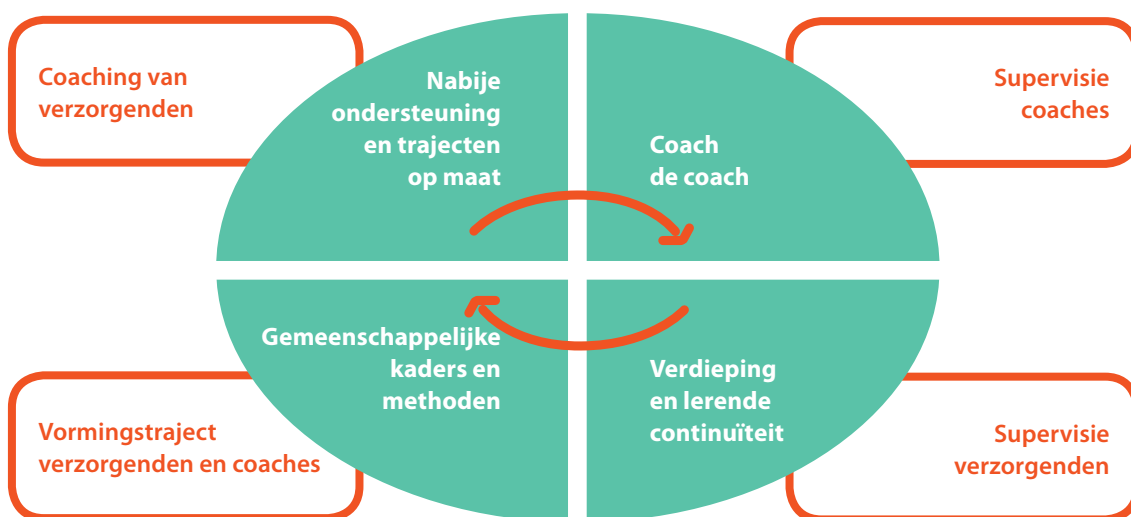 Coaching van
verzorgenden
Nabije
ondersteuning
en trajecten
op maat
Coach
de coach
Supervisie
coaches
Vormingstraject
verzorgenden en coaches
Gemeenschappelijke
kaders en
methoden
Verdieping
en lerende
continuïteit
Supervisie
verzorgenden